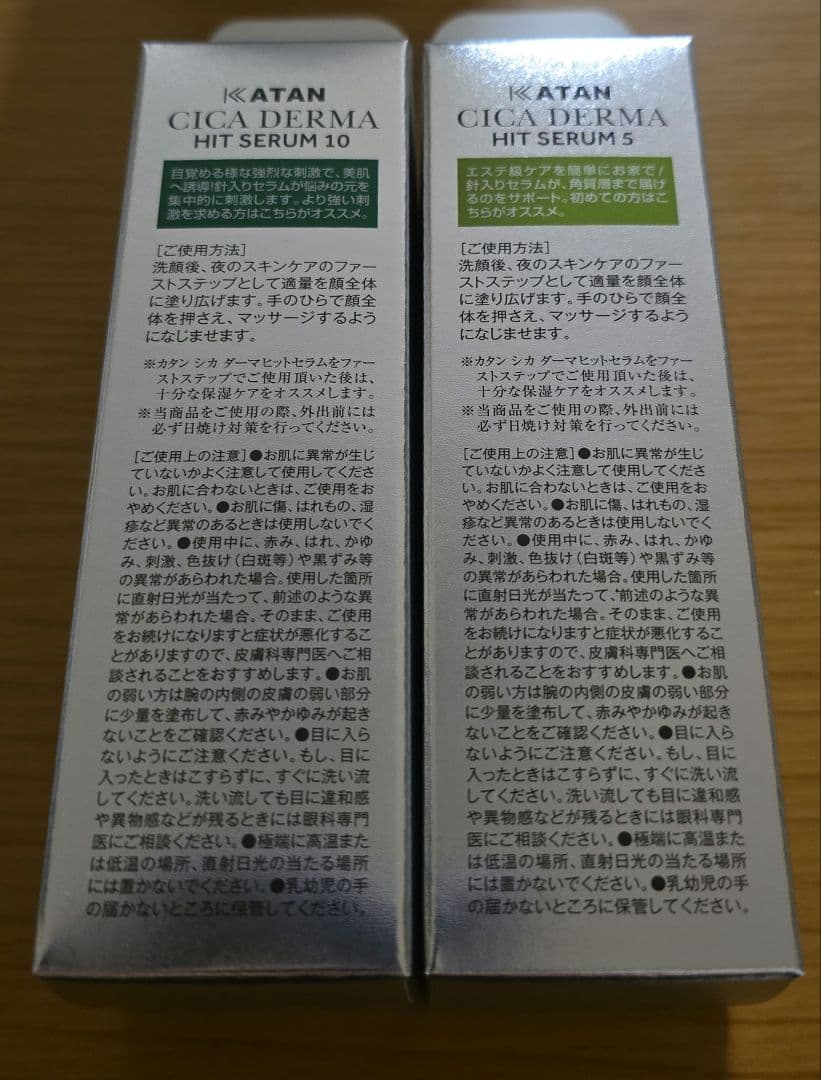 KATAN
CICA DERMA
HIT SERUM 10
目覚める様な強烈な刺激で、美肌
へ誘導!針入りセラムが悩みの元を
集中的に刺激します。より強い刺
激を求める方はこちらがオススメ。
[ご使用方法]
洗顔後、夜のスキンケアのファー
ストステップとして適量を顔全体
に塗り広げます。手のひらで顔全
体を押さえ、マッサージするよう
になじませます。
※カタン シカ ダーマヒットセラムをファー
ストステップでご使用頂いた後は、
十分な保湿ケアをオススメします。
※当商品をご使用の際、外出前には
必ず日焼け対策を行ってください。
[ご使用上の注意]●お肌に異常が生じ
ていないかよく注意して使用してくださ
い。お肌に合わないときは、ご使用をお
やめください。●お肌に傷、はれもの、湿
疹など異常のあるときは使用しないでく
ださい。●使用中に、赤み、はれ、かゆ
み、刺激、色抜け(白斑等)や黒ずみ等
の異常があらわれた場合。使用した箇所
に直射日光が当たって、前述のような異
常があらわれた場合。そのまま、ご使用
をお続けになりますと症状が悪化するこ
とがありますので、皮膚科専門医へご相
談されることをおすすめします。●お肌
の弱い方は腕の内側の皮膚の弱い部分
に少量を塗布して、赤みやかゆみが起き
ないことをご確認ください。●目に入ら
ないようにご注意ください。もし、目に
入ったときはこすらずに、すぐに洗い流
してください。洗い流しても目に違和感
や異物感などが残るときには眼科専門
医にご相談ください。●極端に高温また
は低温の場所、直射日光の当たる場所
には置かないでください。●乳幼児の手
の届かないところに保管してください。
KATAN
CICA DERMA
HIT SERUM 5
エステ級ケアを簡単にお家で!
針入りセラムが、角質層まで届け
るのをサポート。初めての方はこ
ちらがオススメ。
[ご使用方法]
洗顔後、夜のスキンケアのファー
ストステップとして適量を顔全体
に塗り広げます。手のひらで顔全
体を押さえ、マッサージするよう
になじませます。
※カタン シカ ダーマヒットセラムをファー
ストステップでご使用頂いた後は、
十分な保湿ケアをオススメします。
※当商品をご使用の際、外出前には
必ず日焼け対策を行ってください。
[ご使用上の注意]●お肌に異常が生じ
ていないかよく注意して使用してくださ
い。お肌に合わないときは、ご使用をお
やめください。●お肌に傷、はれもの、湿
疹など異常のあるときは使用しないでく
ださい。●使用中に、赤み、はれ、かゆ
み、刺激、色抜け(白斑等)や黒ずみ等
の異常があらわれた場合。使用した箇所
に直射日光が当たって、前述のような異
常があらわれた場合。そのまま、ご使用
をお続けになりますと症状が悪化するこ
とがありますので、皮膚科専門医へご相
談されることをおすすめします。●お肌
の弱い方は腕の内側の皮膚の弱い部分
に少量を塗布して、赤みやかゆみが起き
ないことをご確認ください。●目に入ら
ないようにご注意ください。もし、目に
入ったときはこすらずに、すぐに洗い流
してください。洗い流しても目に違和感
や異物感などが残るときには眼科専門
医にご相談ください。●極端に高温また
は低温の場所、直射日光の当たる場所
には置かないでください。●乳幼児の手
の届かないところに保管してください。